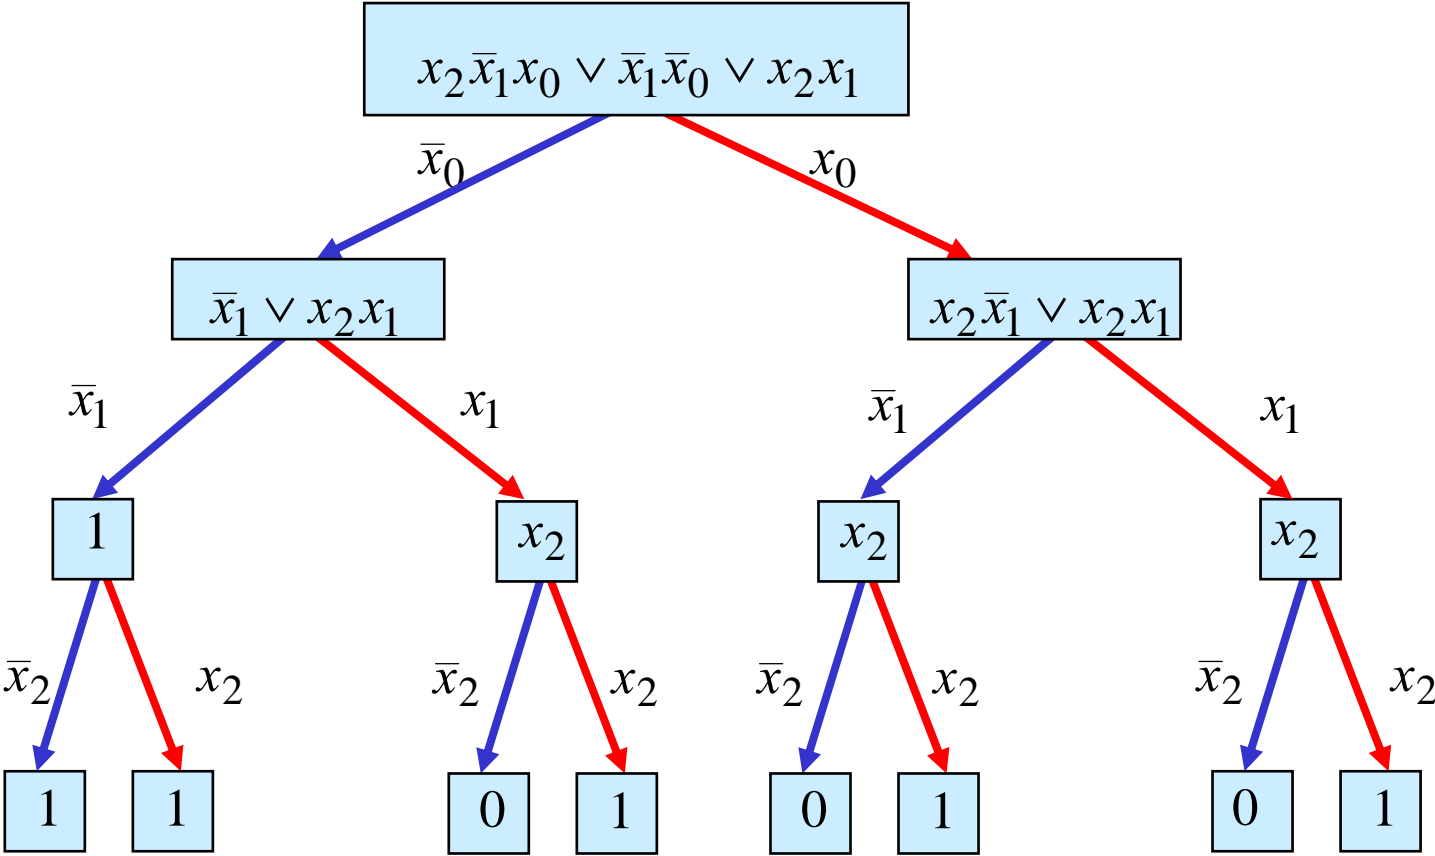 x₂x̅₁x₀ ∨ x̅₁x̅₀ ∨ x₂x₁
x̅₀ x₀
x̅₁ ∨ x₂x₁ x₂x̅₁ ∨ x₂x₁
x̅₁ x₁ x̅₁ x₁
1 x₂ x₂ x₂
x̅₂ x₂ x̅₂ x₂ x̅₂ x₂ x̅₂ x₂
1 1 0 1 0 1 0 1